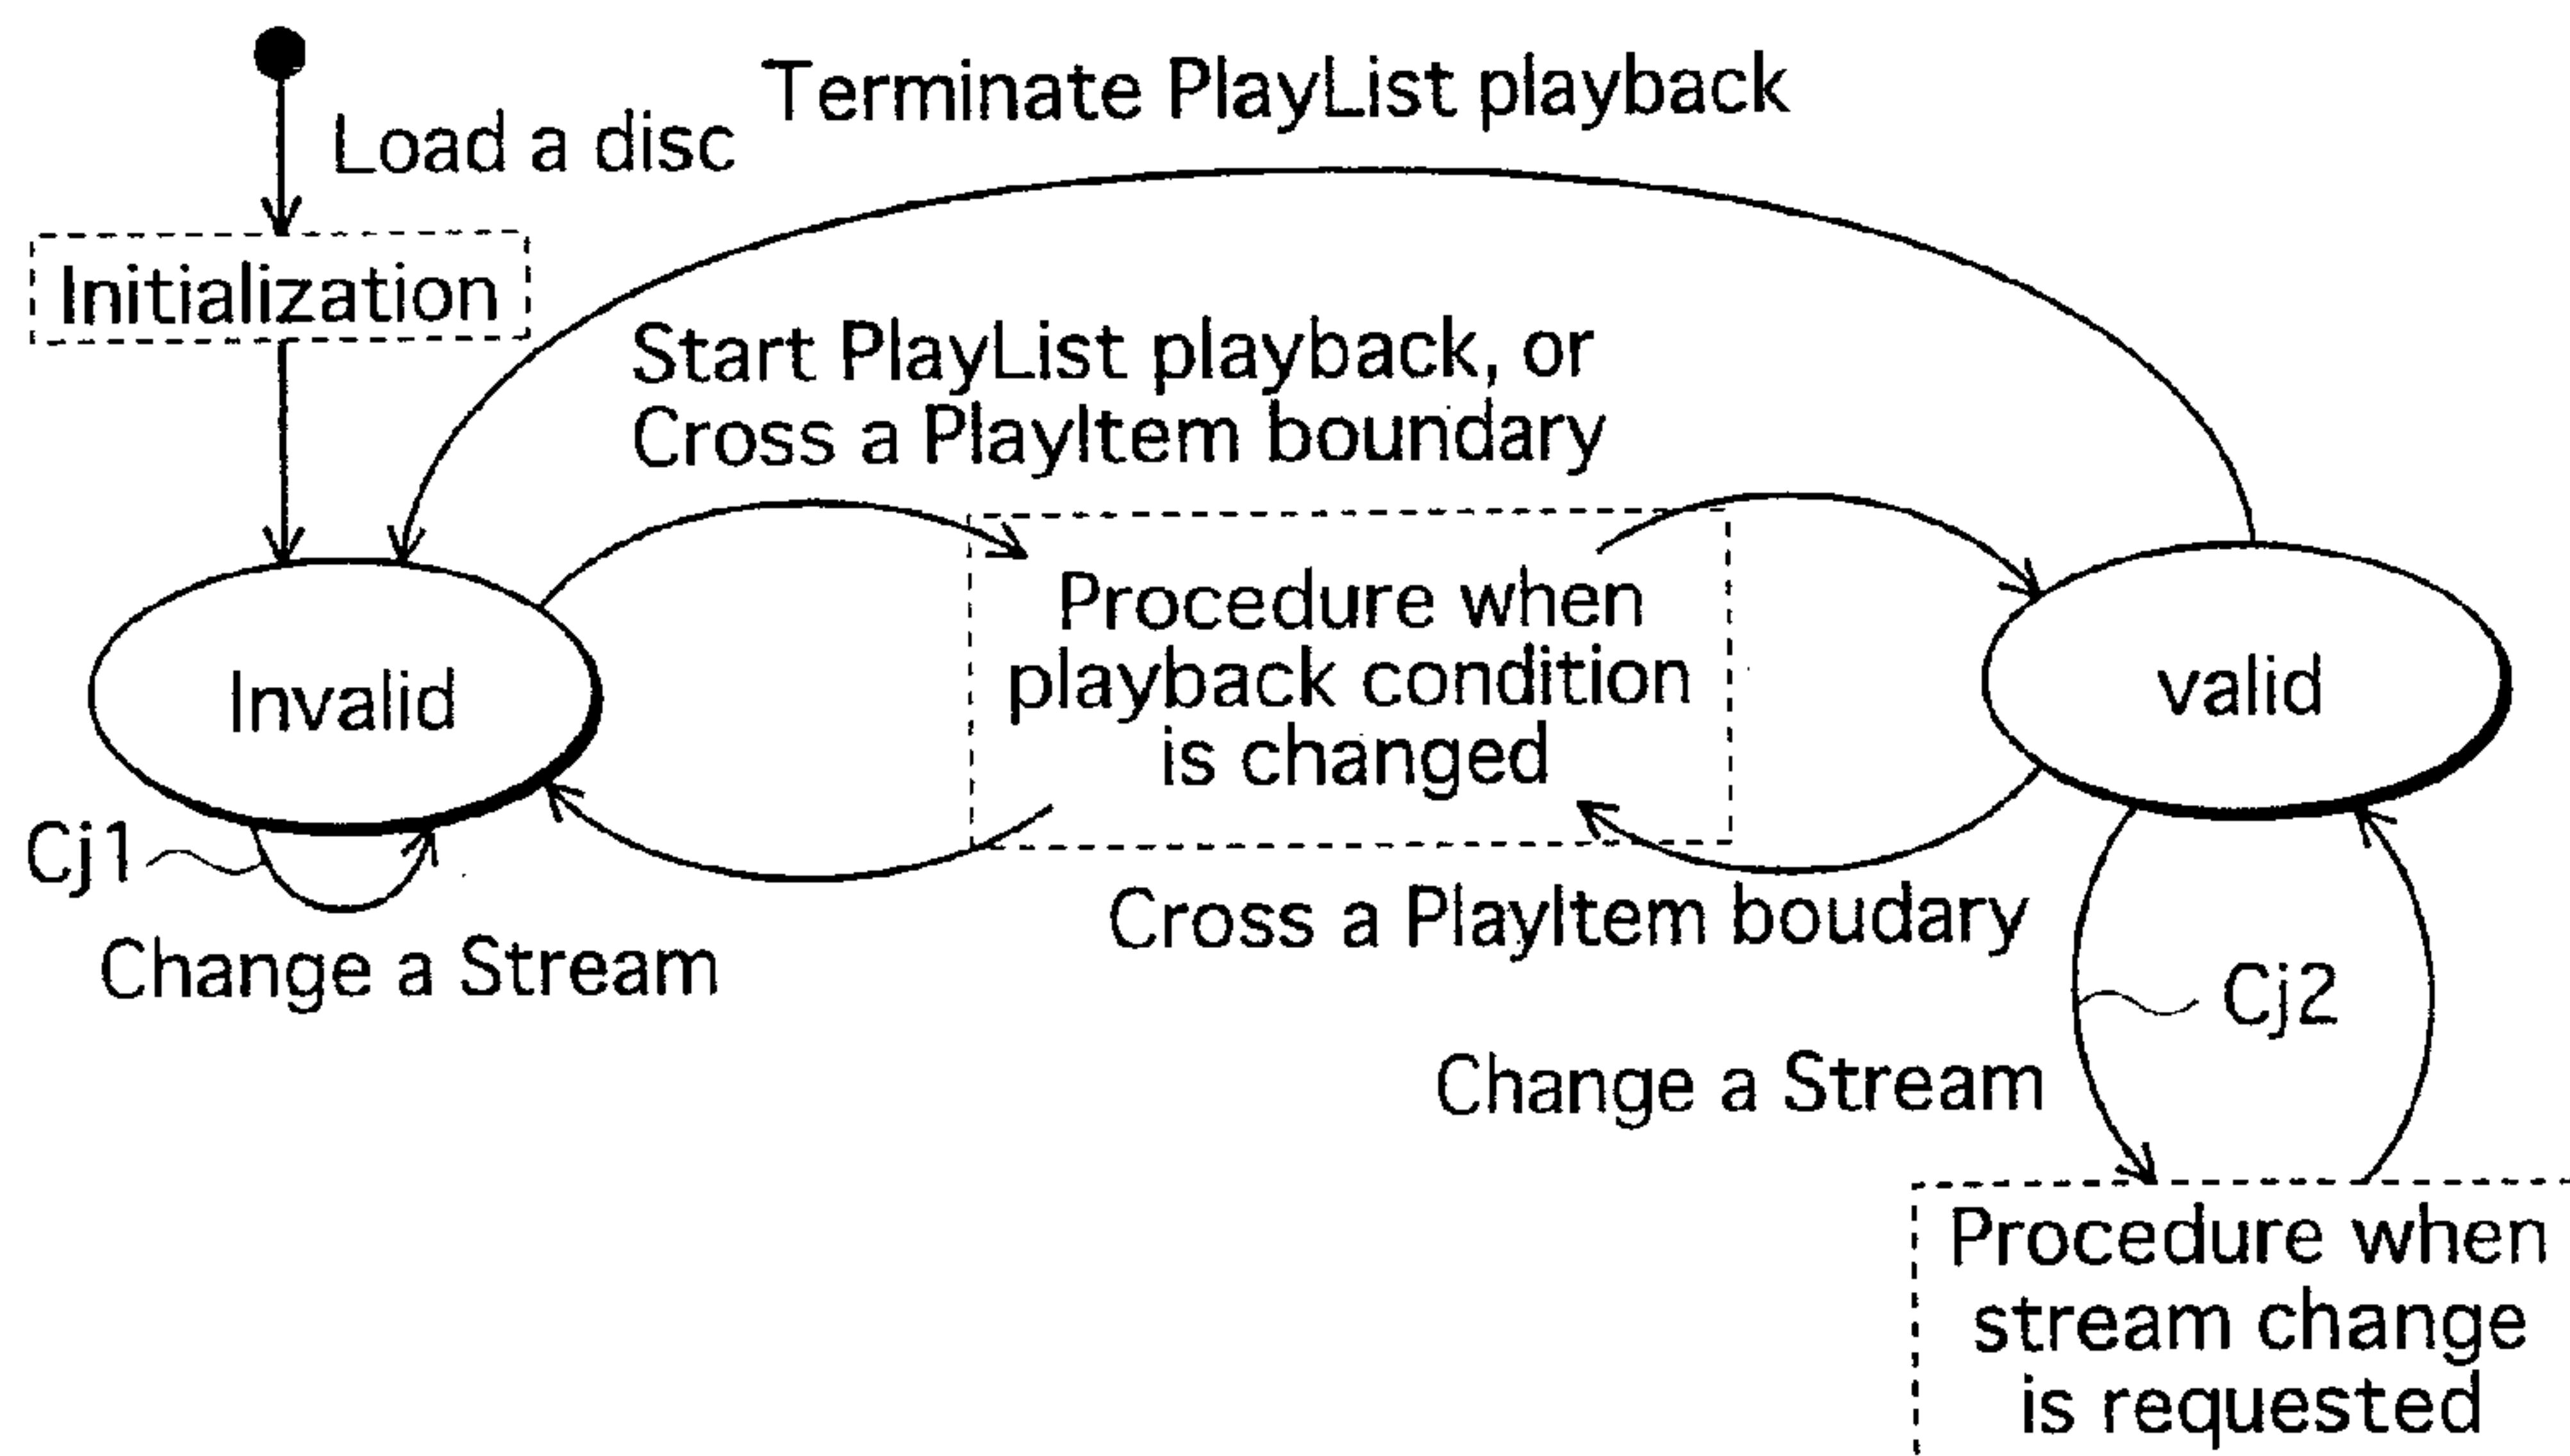 Load a disc
Terminate PlayList playback
Initialization
Start PlayList playback, or
Cross a PlayItem boundary
Procedure when
playback condition
is changed
Invalid
valid
Cj1
Change a Stream
Cross a PlayItem boudary
Cj2
Change a Stream
Procedure when
stream change
is requested